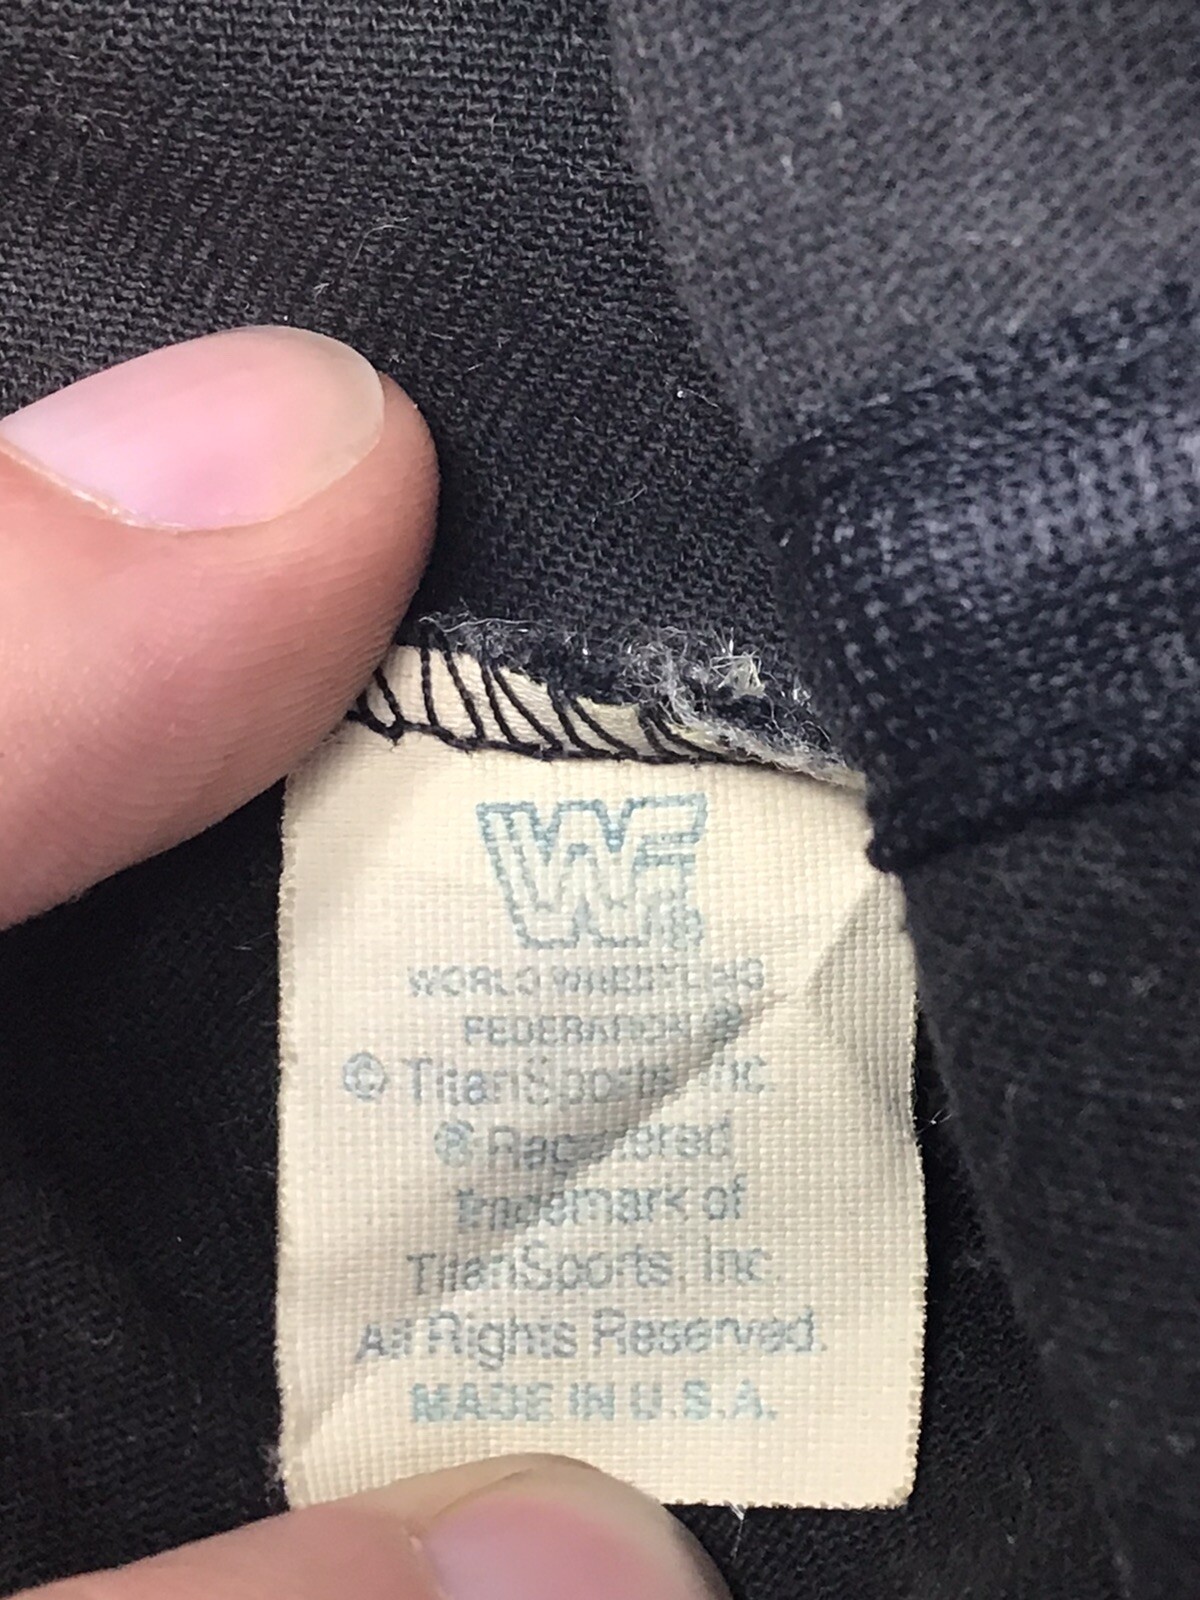 WF®
WORLD WRESTLING
FEDERATION ®
© TitanSports, Inc.
® Registered
trademark of
TitanSports, Inc.
All Rights Reserved.
MADE IN U.S.A.